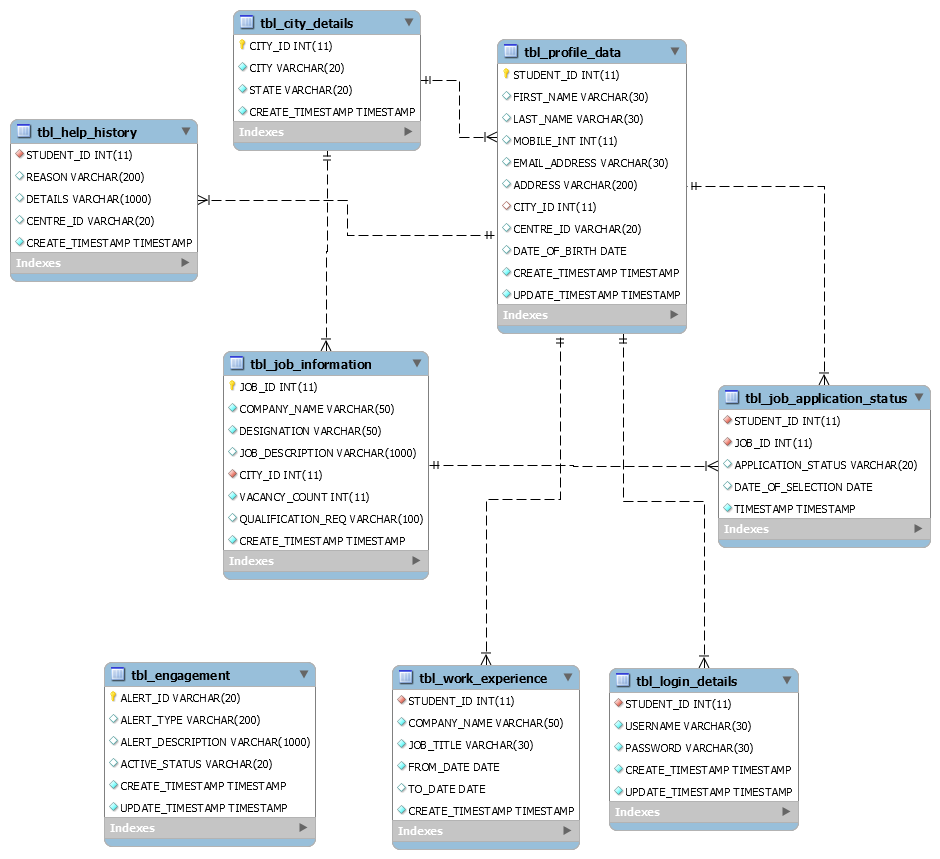 tbl_city_details
CITY_ID INT(11)
CITY VARCHAR(20)
STATE VARCHAR(20)
CREATE_TIMESTAMP TIMESTAMP
Indexes
tbl_profile_data
STUDENT_ID INT(11)
FIRST_NAME VARCHAR(30)
LAST_NAME VARCHAR(30)
MOBILE_INT INT(11)
EMAIL_ADDRESS VARCHAR(30)
ADDRESS VARCHAR(200)
CITY_ID INT(11)
CENTRE_ID VARCHAR(20)
DATE_OF_BIRTH DATE
CREATE_TIMESTAMP TIMESTAMP
UPDATE_TIMESTAMP TIMESTAMP
Indexes
tbl_help_history
STUDENT_ID INT(11)
REASON VARCHAR(200)
DETAILS VARCHAR(1000)
CENTRE_ID VARCHAR(20)
CREATE_TIMESTAMP TIMESTAMP
Indexes
tbl_job_information
JOB_ID INT(11)
COMPANY_NAME VARCHAR(50)
DESIGNATION VARCHAR(50)
JOB_DESCRIPTION VARCHAR(1000)
CITY_ID INT(11)
VACANCY_COUNT INT(11)
QUALIFICATION_REQ VARCHAR(100)
CREATE_TIMESTAMP TIMESTAMP
Indexes
tbl_job_application_status
STUDENT_ID INT(11)
JOB_ID INT(11)
APPLICATION_STATUS VARCHAR(20)
DATE_OF_SELECTION DATE
TIMESTAMP TIMESTAMP
Indexes
tbl_engagement
ALERT_ID VARCHAR(20)
ALERT_TYPE VARCHAR(200)
ALERT_DESCRIPTION VARCHAR(1000)
ACTIVE_STATUS VARCHAR(20)
CREATE_TIMESTAMP TIMESTAMP
UPDATE_TIMESTAMP TIMESTAMP
Indexes
tbl_work_experience
STUDENT_ID INT(11)
COMPANY_NAME VARCHAR(50)
JOB_TITLE VARCHAR(30)
FROM_DATE DATE
TO_DATE DATE
CREATE_TIMESTAMP TIMESTAMP
Indexes
tbl_login_details
STUDENT_ID INT(11)
USERNAME VARCHAR(30)
PASSWORD VARCHAR(30)
CREATE_TIMESTAMP TIMESTAMP
UPDATE_TIMESTAMP TIMESTAMP
Indexes